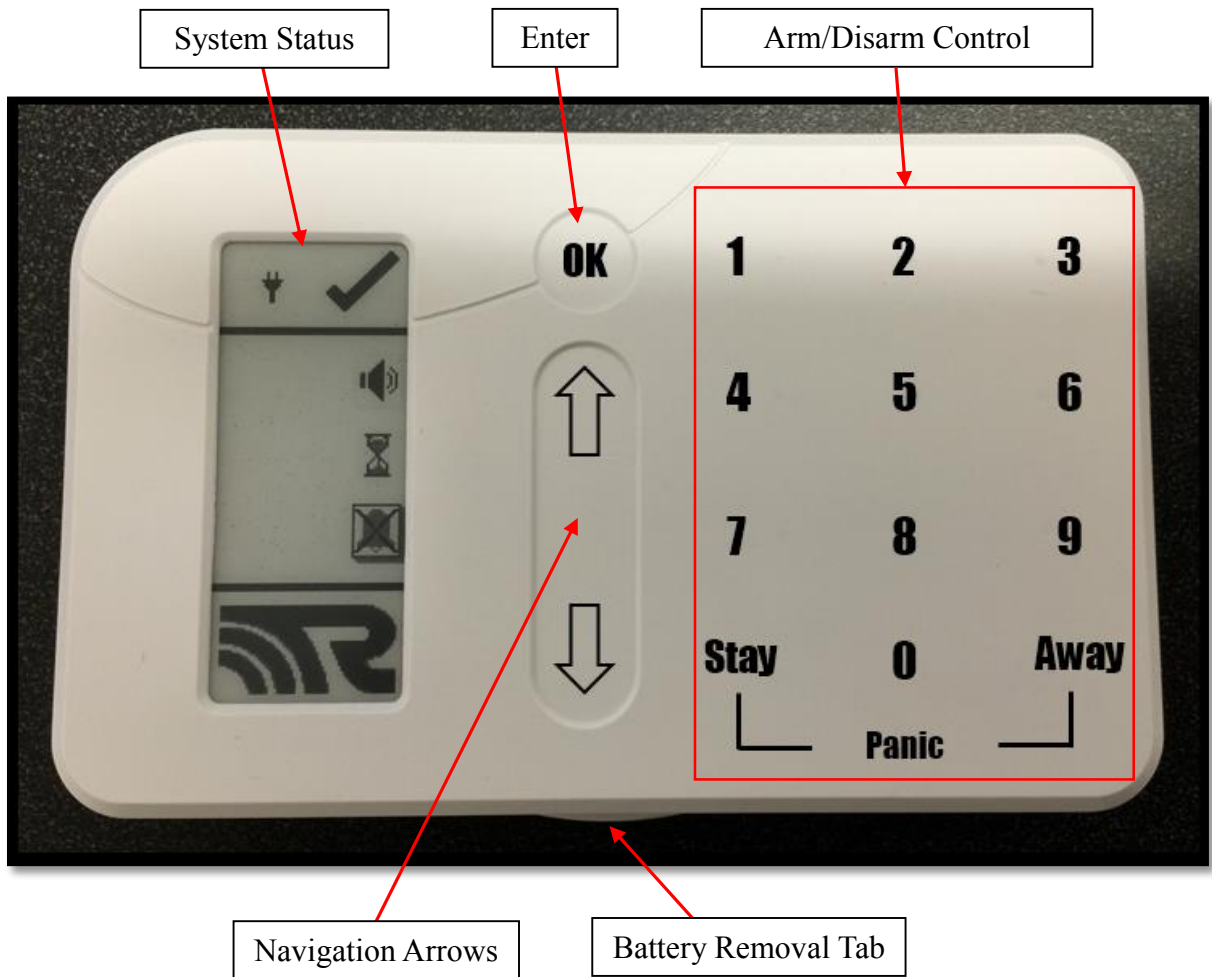 System Status
Enter
Arm/Disarm Control
OK
1 2 3
4 5 6
7 8 9
Stay 0 Away
Panic
Navigation Arrows
Battery Removal Tab